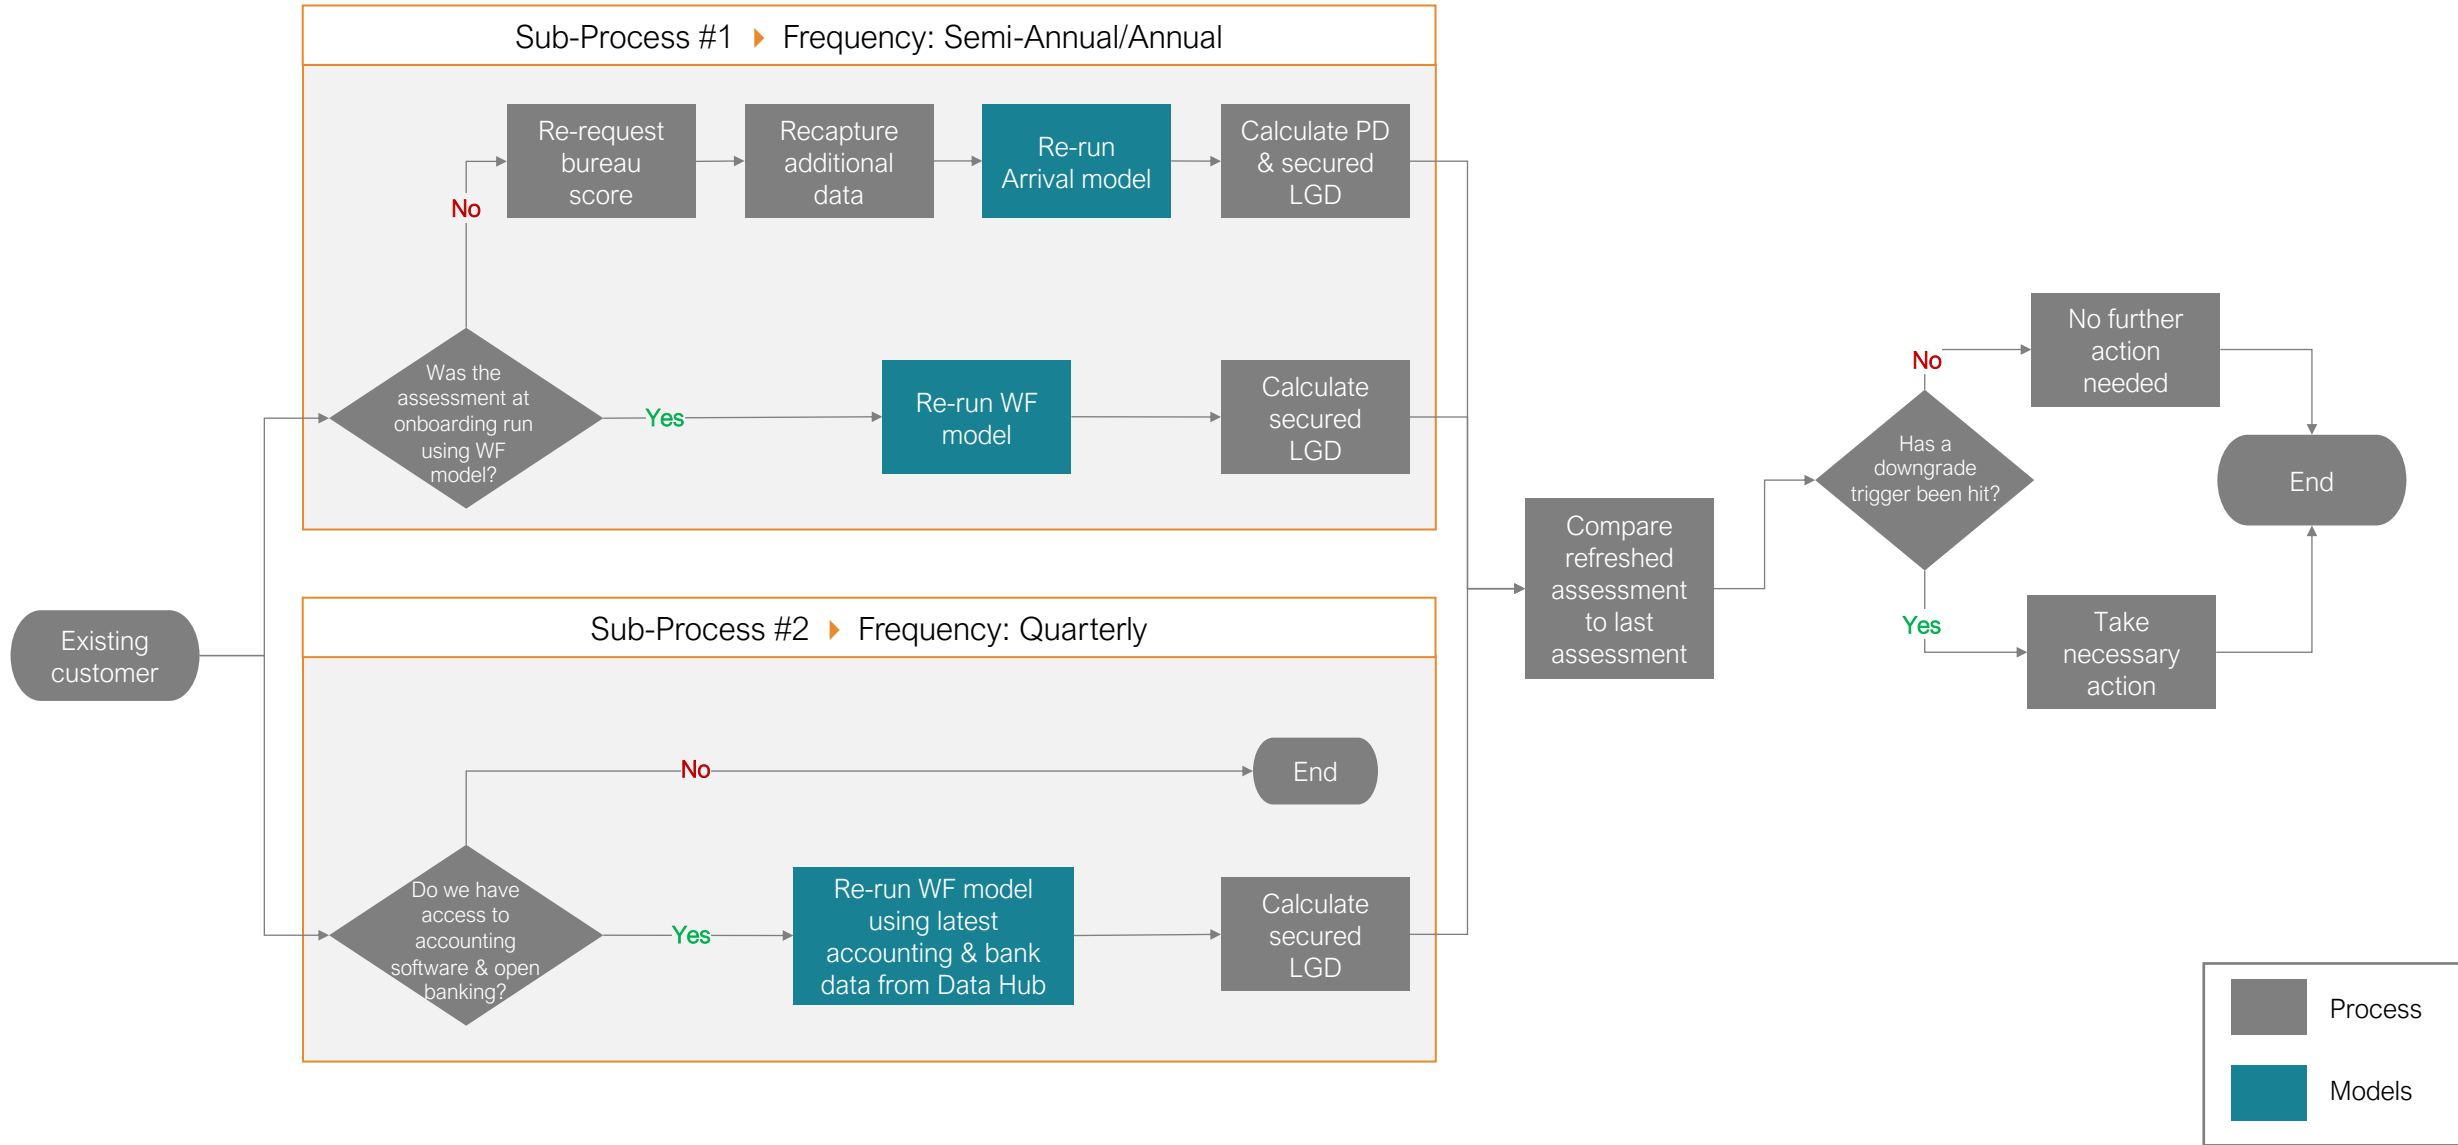 Sub-Process #1 Frequency: Semi-Annual/Annual
Re-request
bureau
score
Recapture
additional
data
Re-run
Arrival model
Calculate PD
& secured
LGD
No
Was the
assessment at
onboarding run
using WF
model?
Yes
Re-run WF
model
Calculate
secured
LGD
Existing
customer
Sub-Process #2 Frequency: Quarterly
No
End
Do we have
access to
accounting
software & open
banking?
Yes
Re-run WF model
using latest
accounting & bank
data from Data Hub
Calculate
secured
LGD
Compare
refreshed
assessment
to last
assessment
Has a
downgrade
trigger been hit?
No
No further
action
needed
Yes
Take
necessary
action
End
Process
Models